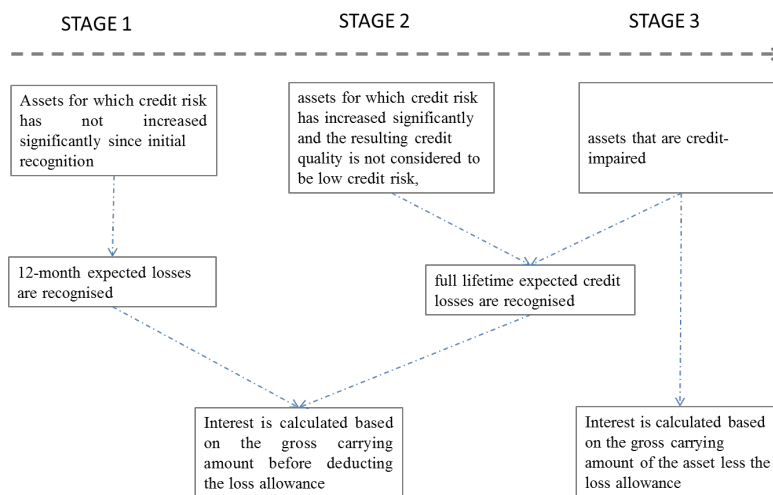 STAGE 1
STAGE 2
STAGE 3
Assets for which credit risk
has not increased
significantly since initial
recognition
assets for which credit risk
has increased significantly
and the resulting credit
quality is not considered to
be low credit risk,
assets that are credit-
impaired
12-month expected losses
are recognised
full lifetime expected credit
losses are recognised
Interest is calculated based
on the gross carrying
amount before deducting
the loss allowance
Interest is calculated based
on the gross carrying
amount of the asset less the
loss allowance